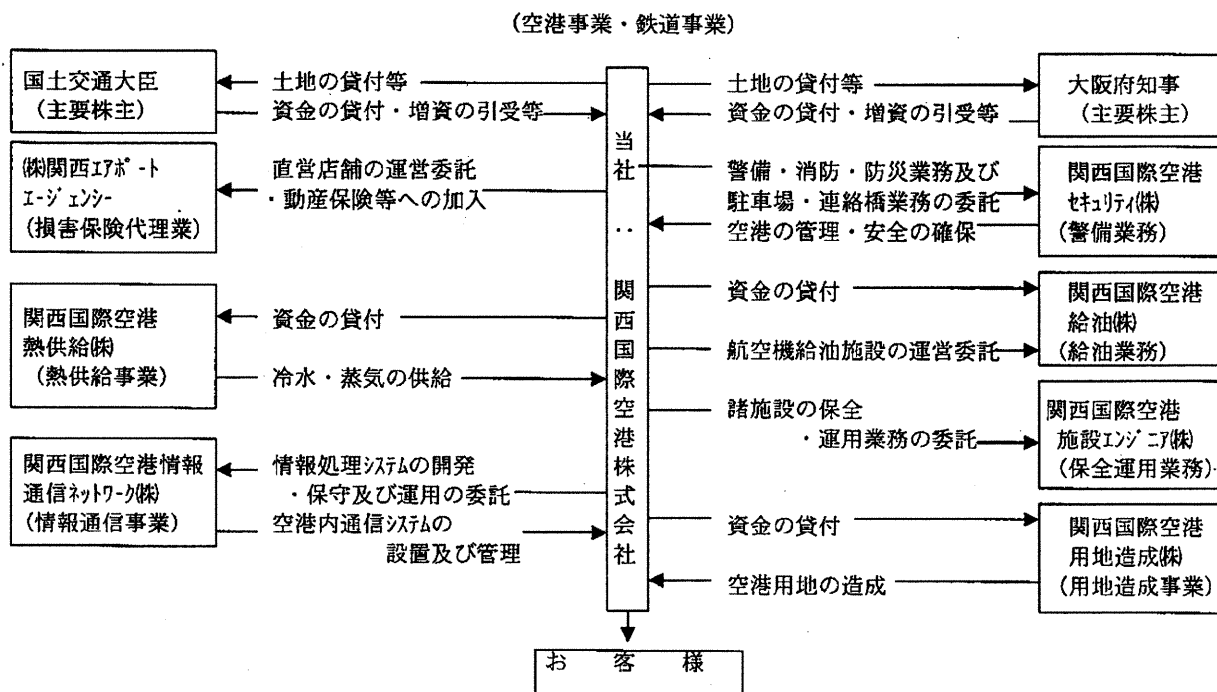 (空港事業・鉄道事業)
国土交通大臣
(主要株主)
土地の貸付等
資金の貸付・増資の引受等
㈱関西エアポート
エージェンシー
(損害保険代理業)
直営店舗の運営委託
・動産保険等への加入
関西国際空港
熱供給㈱
(熱供給事業)
資金の貸付
冷水・蒸気の供給
関西国際空港情報
通信ネットワーク㈱
(情報通信事業)
情報処理システムの開発
・保守及び運用の委託
空港内通信システムの
設置及び管理
当社:関西国際空港株式会社
土地の貸付等
資金の貸付・増資の引受等
大阪府知事
(主要株主)
警備・消防・防災業務及び
駐車場・連絡橋業務の委託
空港の管理・安全の確保
関西国際空港
セキュリティ㈱
(警備業務)
資金の貸付
航空機給油施設の運営委託
関西国際空港
給油㈱
(給油業務)
諸施設の保全
・運用業務の委託
関西国際空港
施設エンジニア㈱
(保全運用業務)
資金の貸付
空港用地の造成
関西国際空港
用地造成㈱
(用地造成事業)
お客様